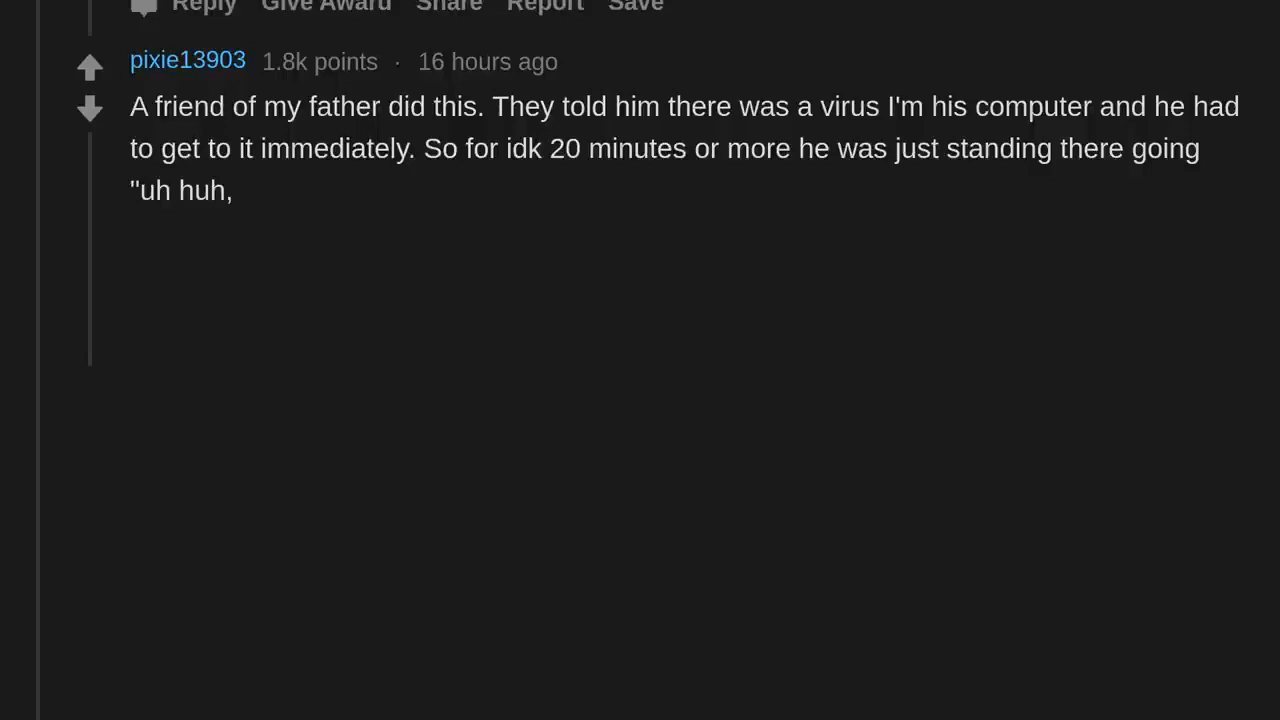 Reply Give Award Share Report Save
pixie13903 1.8k points · 16 hours ago
A friend of my father did this. They told him there was a virus I'm his computer and he had
to get to it immediately. So for idk 20 minutes or more he was just standing there going
"uh huh,